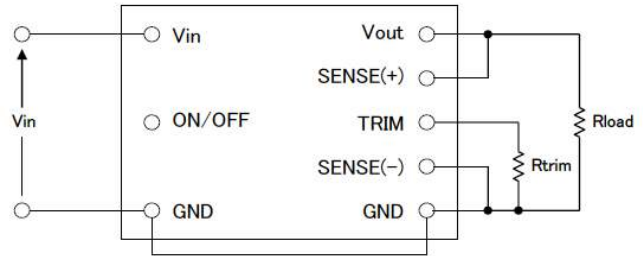 Vin
Vin
ON/OFF
GND
Vout
SENSE(+)
TRIM
SENSE(-)
GND
Rtrim
Rload